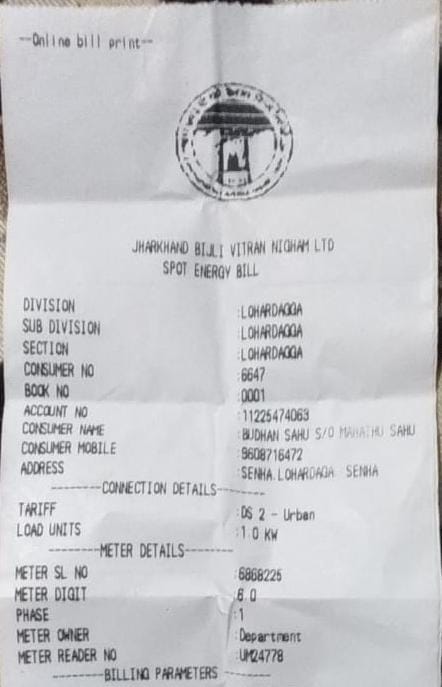 --Online bill print--
JHARKHAND BIJLI VITRAN NIGHAM LTD
SPOT ENERGY BILL
DIVISION :LOHARDAGGA
SUB DIVISION :LOHARDAGGA
SECTION :LOHARDAGGA
CONSUMER NO :6647
BOOK NO :0001
ACCOUNT NO :11225474063
CONSUMER NAME :BUDHAN SAHU S/O MAHATHU SAHU
CONSUMER MOBILE :9608716472
ADDRESS :SENHA.LOHARDAGA SENHA
--------CONNECTION DETAILS--------
TARIFF :DS 2 - Urban
LOAD UNITS :1.0 KW
--------METER DETAILS--------
METER SL NO :6868225
METER DIGIT :6.0
PHASE :1
METER OWNER :Department
METER READER NO :UM24778
--------BILLING PARAMETERS --------